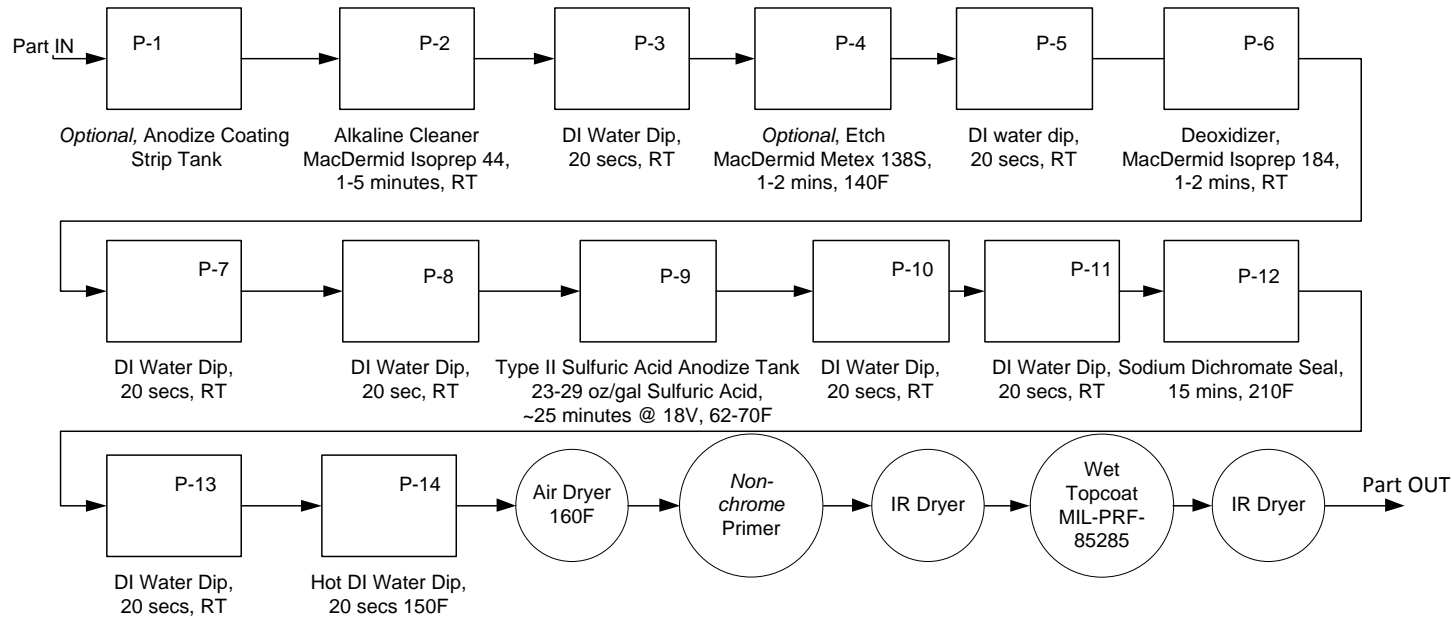 Part IN
P-1
Optional, Anodize Coating
Strip Tank
P-2
Alkaline Cleaner
MacDermid Isoprep 44,
1-5 minutes, RT
P-3
DI Water Dip,
20 secs, RT
P-4
Optional, Etch
MacDermid Metex 138S,
1-2 mins, 140F
P-5
DI water dip,
20 secs, RT
P-6
Deoxidizer,
MacDermid Isoprep 184,
1-2 mins, RT
P-7
DI Water Dip,
20 secs, RT
P-8
DI Water Dip,
20 sec, RT
P-9
Type II Sulfuric Acid Anodize Tank
23-29 oz/gal Sulfuric Acid,
~25 minutes @ 18V, 62-70F
P-10
DI Water Dip,
20 secs, RT
P-11
DI Water Dip,
20 secs, RT
P-12
Sodium Dichromate Seal,
15 mins, 210F
P-13
DI Water Dip,
20 secs, RT
P-14
Hot DI Water Dip,
20 secs 150F
Air Dryer
160F
Non-
chrome
Primer
IR Dryer
Wet
Topcoat
MIL-PRF-
85285
IR Dryer
Part OUT